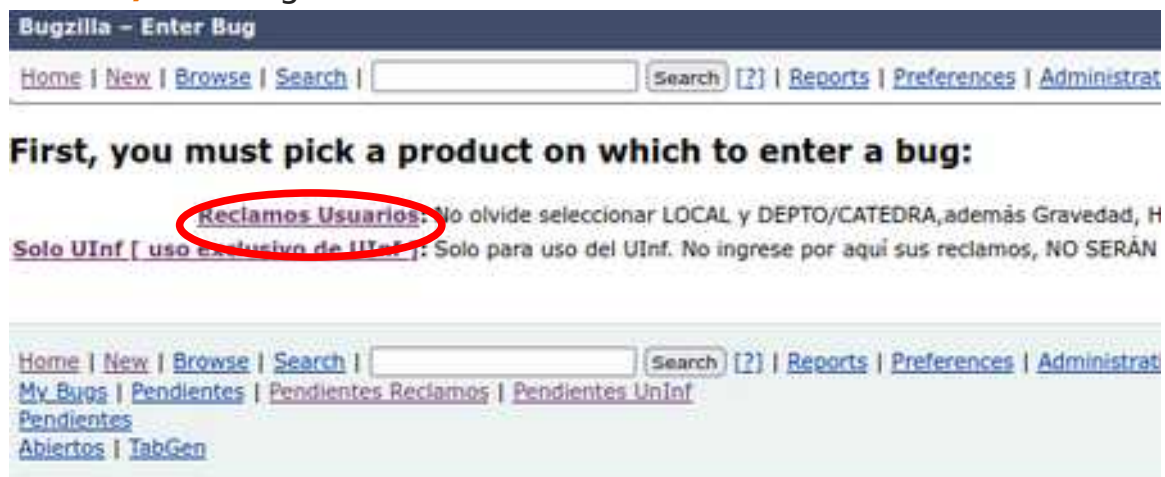 Bugzilla – Enter Bug
Home | New | Browse | Search | Search [?] | Reports | Preferences | Administrat
First, you must pick a product on which to enter a bug:
Reclamos Usuarios: No olvide seleccionar LOCAL y DEPTO/CATEDRA,además Gravedad, H
Solo UInf [ uso exclusivo de UInf ]: Solo para uso del UInf. No ingrese por aquí sus reclamos, NO SERÁN
Home | New | Browse | Search | Search [?] | Reports | Preferences | Administrati
My Bugs | Pendientes | Pendientes Reclamos | Pendientes UnInf
Pendientes
Abiertos | TabGen